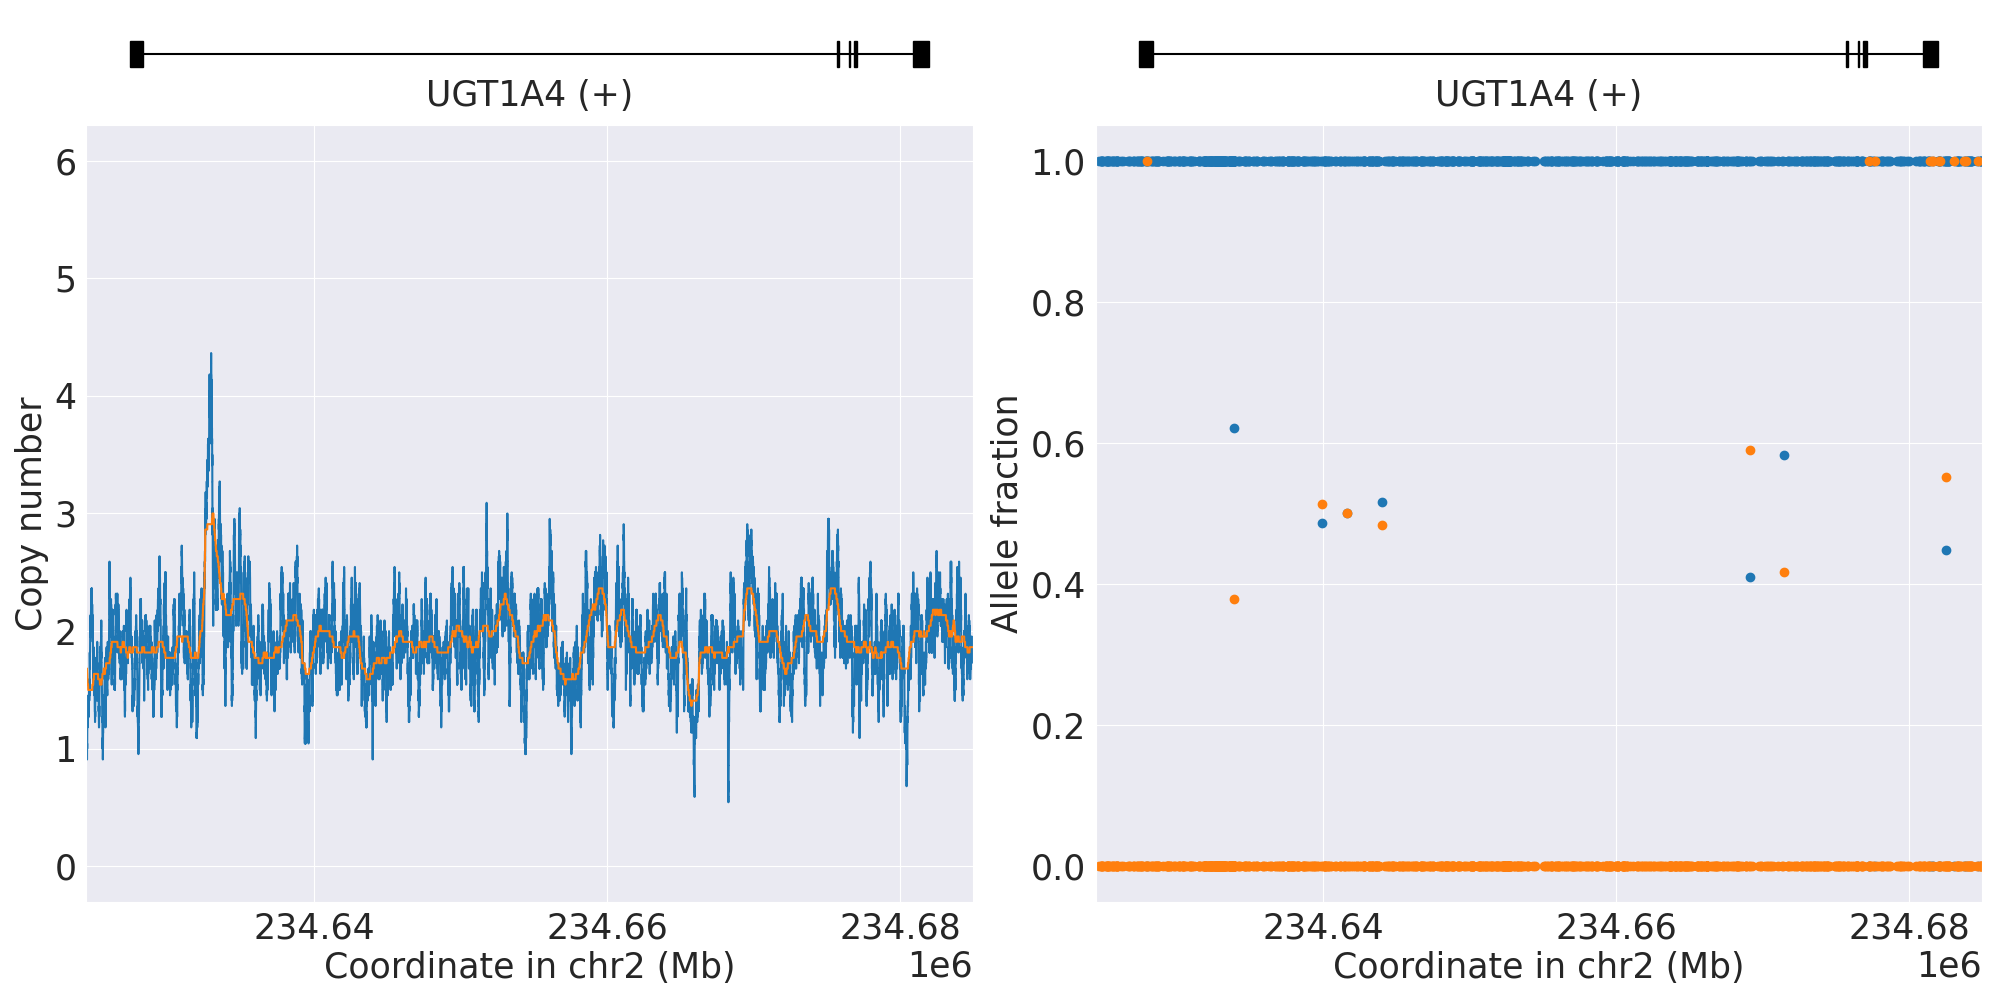 UGT1A4 (+)
6
5
4
3
2
1
0
Copy number
234.64 234.66 234.68
1e6
Coordinate in chr2 (Mb)
UGT1A4 (+)
1.0
0.8
0.6
0.4
0.2
0.0
Allele fraction
234.64 234.66 234.68
1e6
Coordinate in chr2 (Mb)